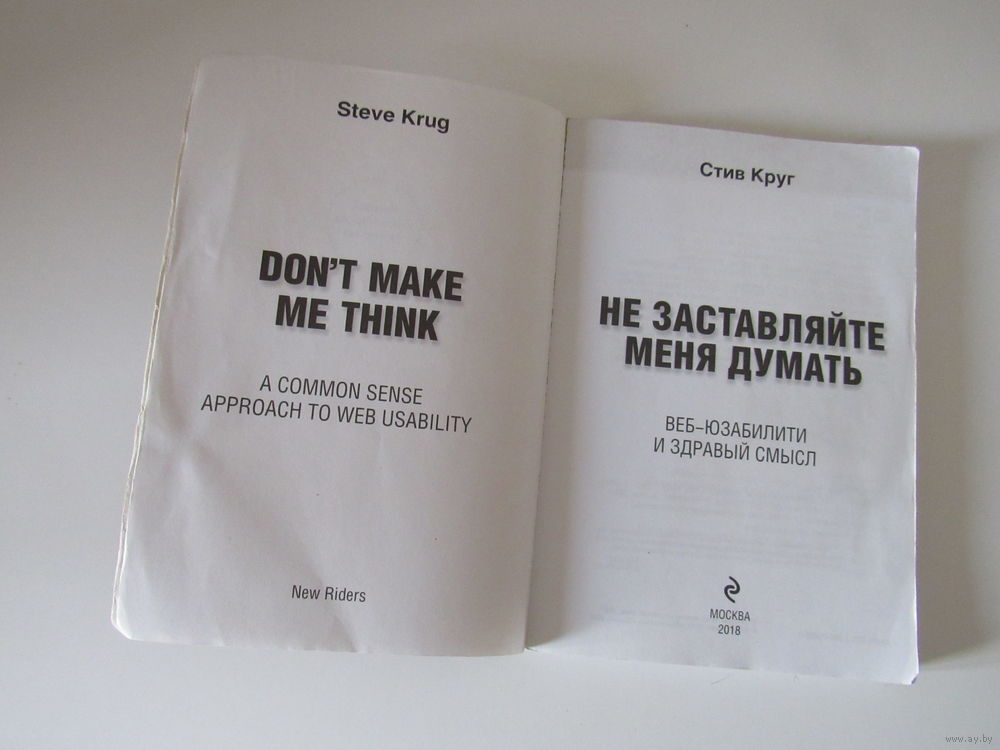 Steve Krug
DON'T MAKE
ME THINK
A COMMON SENSE
APPROACH TO WEB USABILITY
New Riders
Стив Круг
НЕ ЗАСТАВЛЯЙТЕ
МЕНЯ ДУМАТЬ
ВЕБ-ЮЗАБИЛИТИ
И ЗДРАВЫЙ СМЫСЛ
МОСКВА
2018
www.ay.by